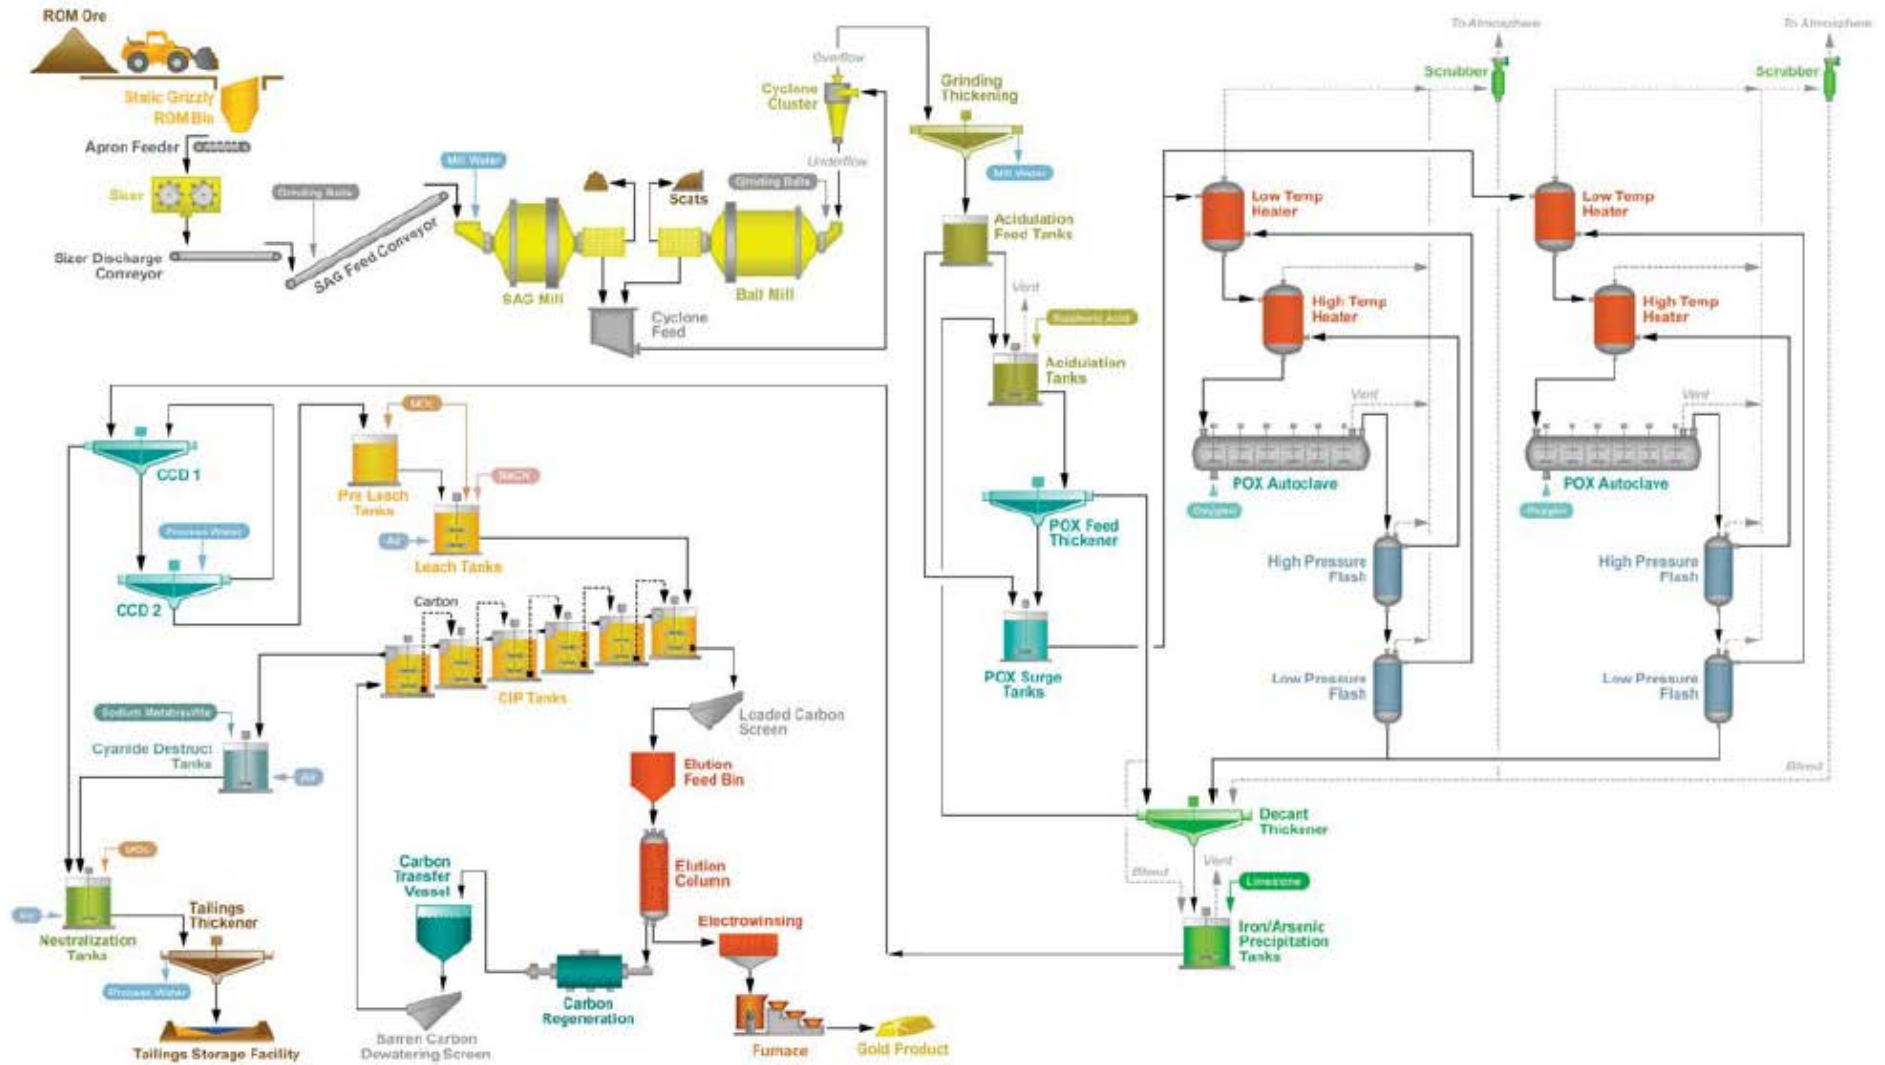 ROM Ore
Static Grizzly
ROM Bin
Apron Feeder
Sizer
Sizer Discharge
Conveyor
Grinding Balls
SAG Feed Conveyor
Mill Water
SAG Mill
Scats
Grinding Balls
Ball Mill
Cyclone
Feed
Cyclone
Cluster
Overflow
Underflow
Grinding
Thickening
Mill Water
Acidulation
Feed Tanks
Vent
Sulphuric Acid
Acidulation
Tanks
POX Feed
Thickener
POX Surge
Tanks
To Atmosphere
Scrubber
Low Temp
Heater
High Temp
Heater
Vent
POX Autoclave
Oxygen
High Pressure
Flash
Low Pressure
Flash
To Atmosphere
Scrubber
Low Temp
Heater
High Temp
Heater
Vent
POX Autoclave
Oxygen
High Pressure
Flash
Low Pressure
Flash
Bleed
Decant
Thickener
Bleed
Vent
Limestone
Iron/Arsenic
Precipitation
Tanks
CCD 1
Process Water
CCD 2
MOL
Pre Leach
Tanks
NaCN
Air
Leach Tanks
Carbon
CIP Tanks
Loaded Carbon
Screen
Sodium Metabisulfite
Cyanide Destruct
Tanks
Air
Elution
Feed Bin
Elution
Column
Electrowinning
Furnace
Gold Product
Carbon
Transfer
Vessel
Carbon
Regeneration
Barren Carbon
Dewatering Screen
MOL
Air
Neutralization
Tanks
Tailings
Thickener
Process Water
Tailings Storage Facility